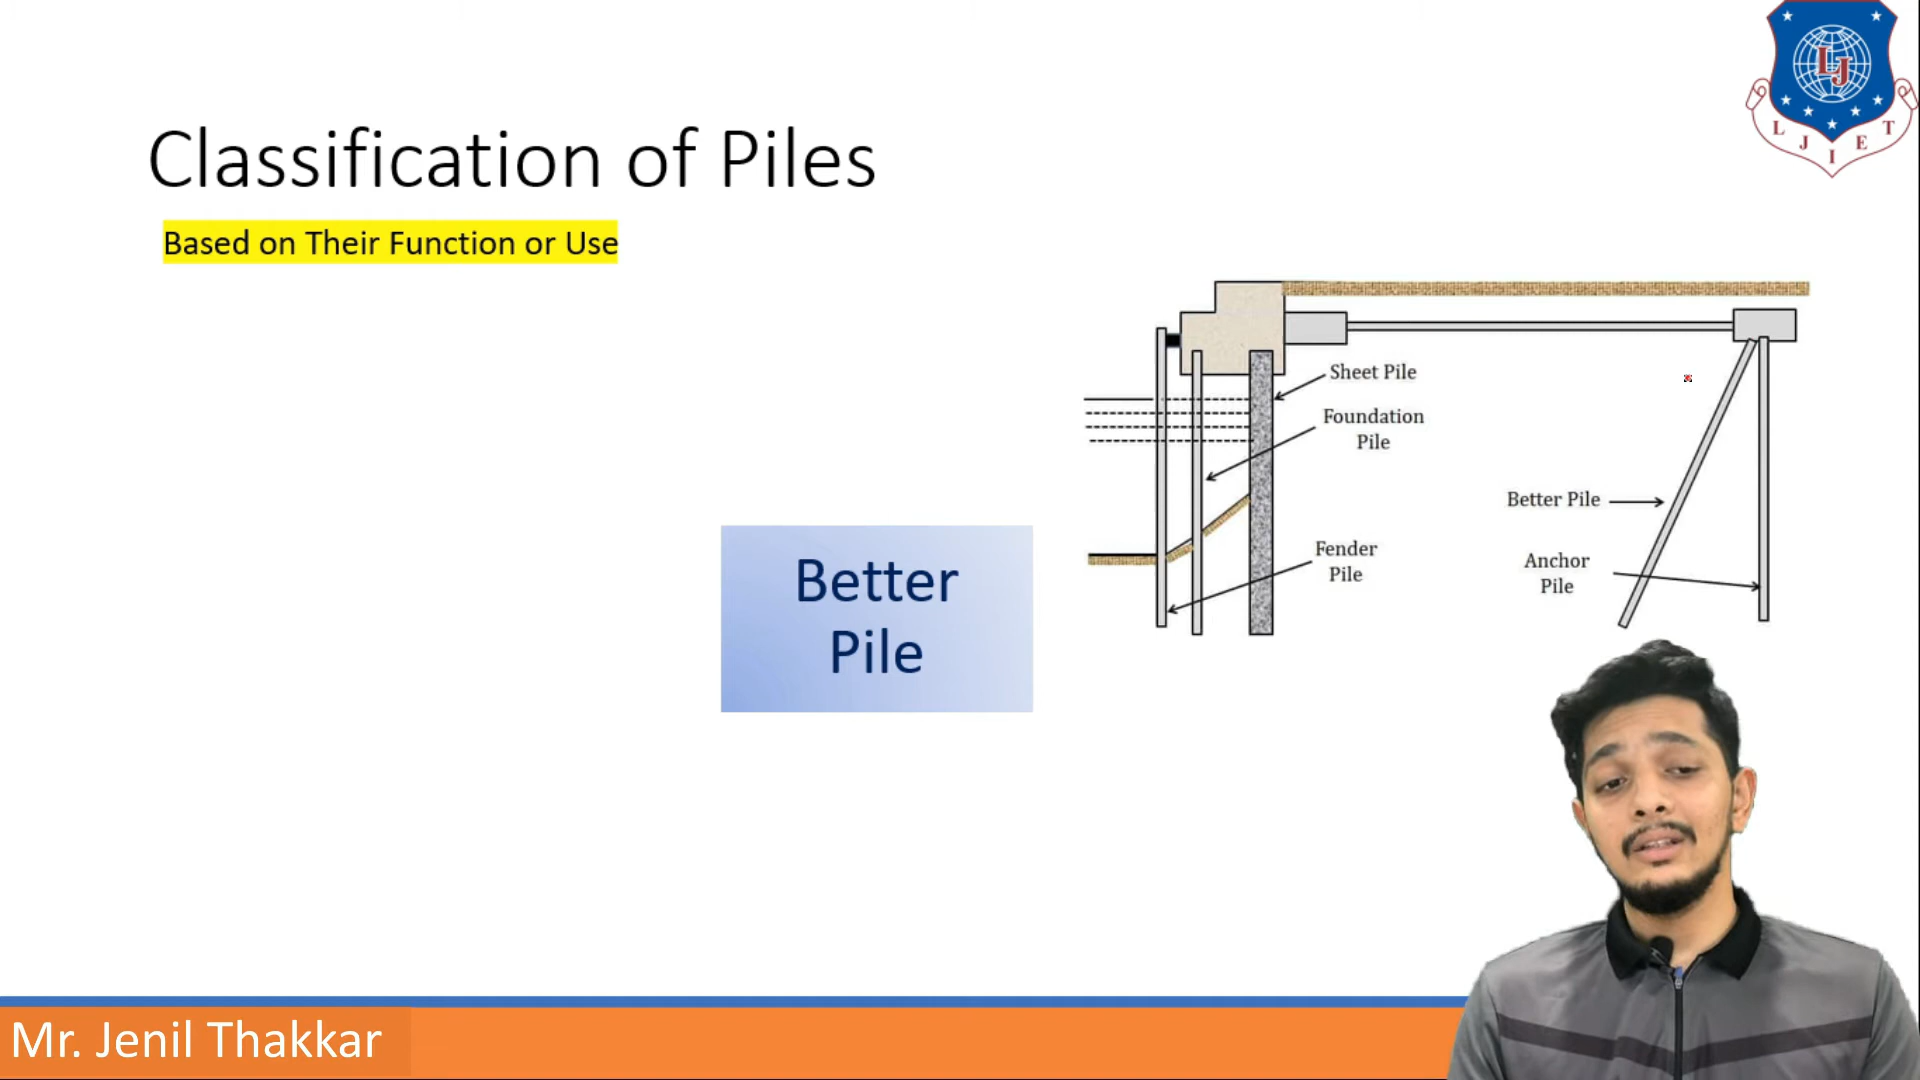 Classification of Piles
Based on Their Function or Use
Sheet Pile
Foundation
Pile
Better Pile
Fender
Pile
Anchor
Pile
Better
Pile
LJ
L J I E T
Mr. Jenil Thakkar